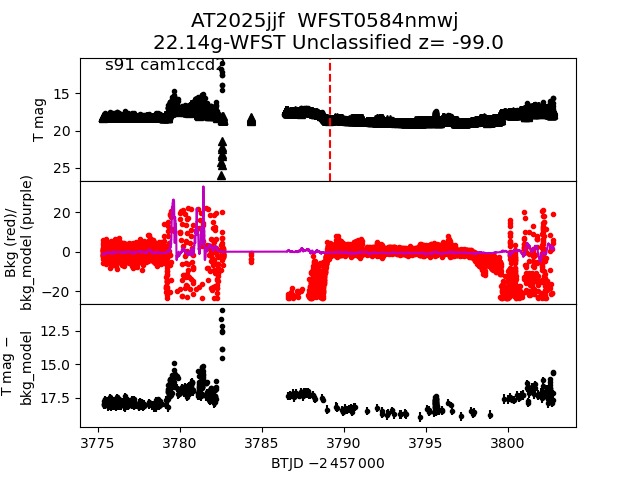 AT2025jjf  WFST0584nmwj
22.14g-WFST Unclassified z= -99.0
s91 cam1ccd
T mag
15
20
25
Bkg (red)/
bkg_model (purple)
20
0
−20
T mag −
bkg_model
12.5
15.0
17.5
3775 3780 3785 3790 3795 3800
BTJD −2 457 000